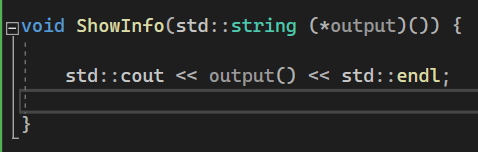 void ShowInfo(std::string (*output)()) {
std::cout << output() << std::endl;
}